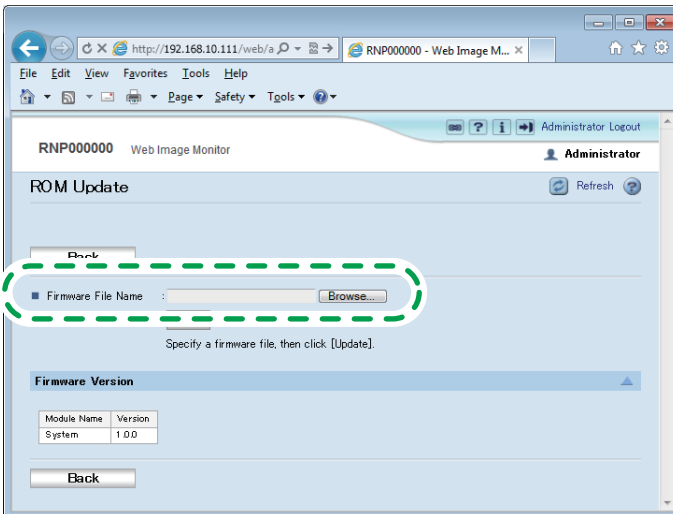 http://192.168.10.111/web/a
RNP000000 - Web Image M...
File Edit View Favorites Tools Help
Page Safety Tools
Administrator Logout
RNP000000 Web Image Monitor
Administrator
ROM Update
Refresh
Back
Firmware File Name :
Browse...
Specify a firmware file, then click [Update].
Firmware Version
Module Name Version
System 1.0.0
Back